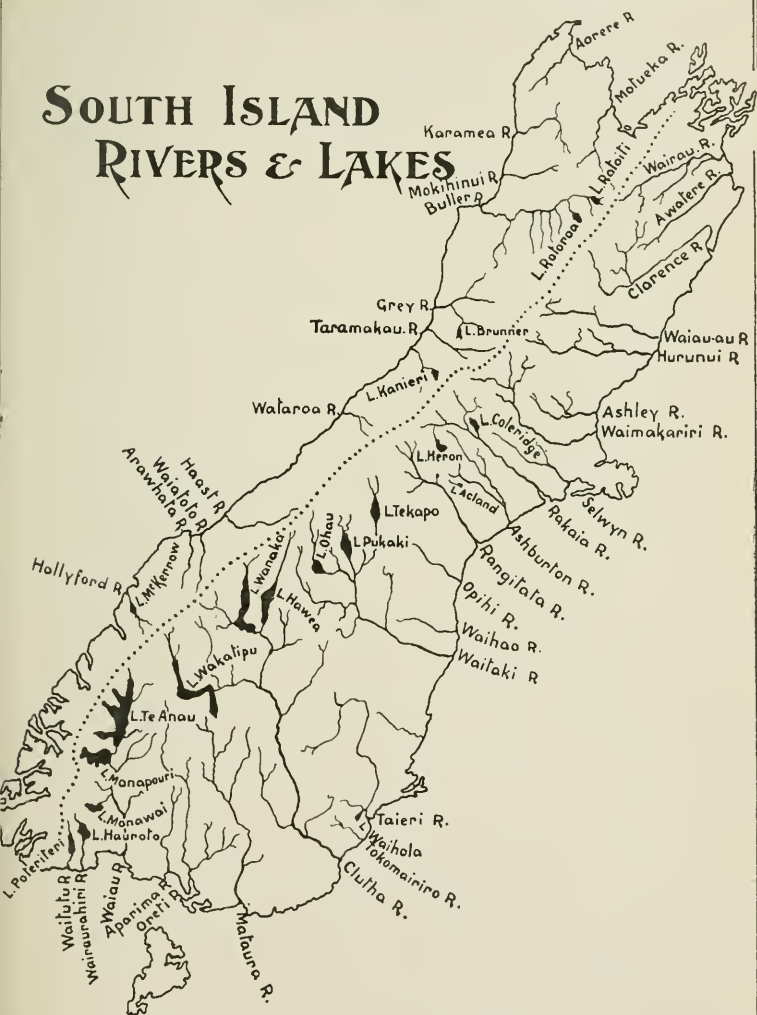 SOUTH ISLAND
RIVERS & LAKES
Aorere R
Motueka R.
Karamea R
L. Rotoiti
Wairau. R.
Mokihinui R
Buller R
Awatere R.
L. Rotoroa
Clarence R
Grey R
Taramakau. R
L. Brunner
Waiau-au R
Hurunui R
L. Kanieri
Wataroa R.
Ashley R.
L. Coleridge
Waimakariri R.
L. Heron
L. Acland
Selwyn R.
Rakaia R.
Haast R
Waiatoto R
Arawhata R
L. Tekapo
L. Ohau
L. Pukaki
Ashburton R.
Rangitata R.
L. Wanaka
Hollyford R
L. McKerrow
L. Hawea
Opihi R.
Waihao R.
Waitaki R
L. Wakatipu
L. Te Anau
L. Manapouri
L. Monawai
L. Hauroto
L. Poteriteri
Taieri R.
L. Waihola
Tokomairiro R.
Clutha R.
Waitutu R
Wairaurahiri R
Waiau R
Aparima R
Oreti R
Mataura R.